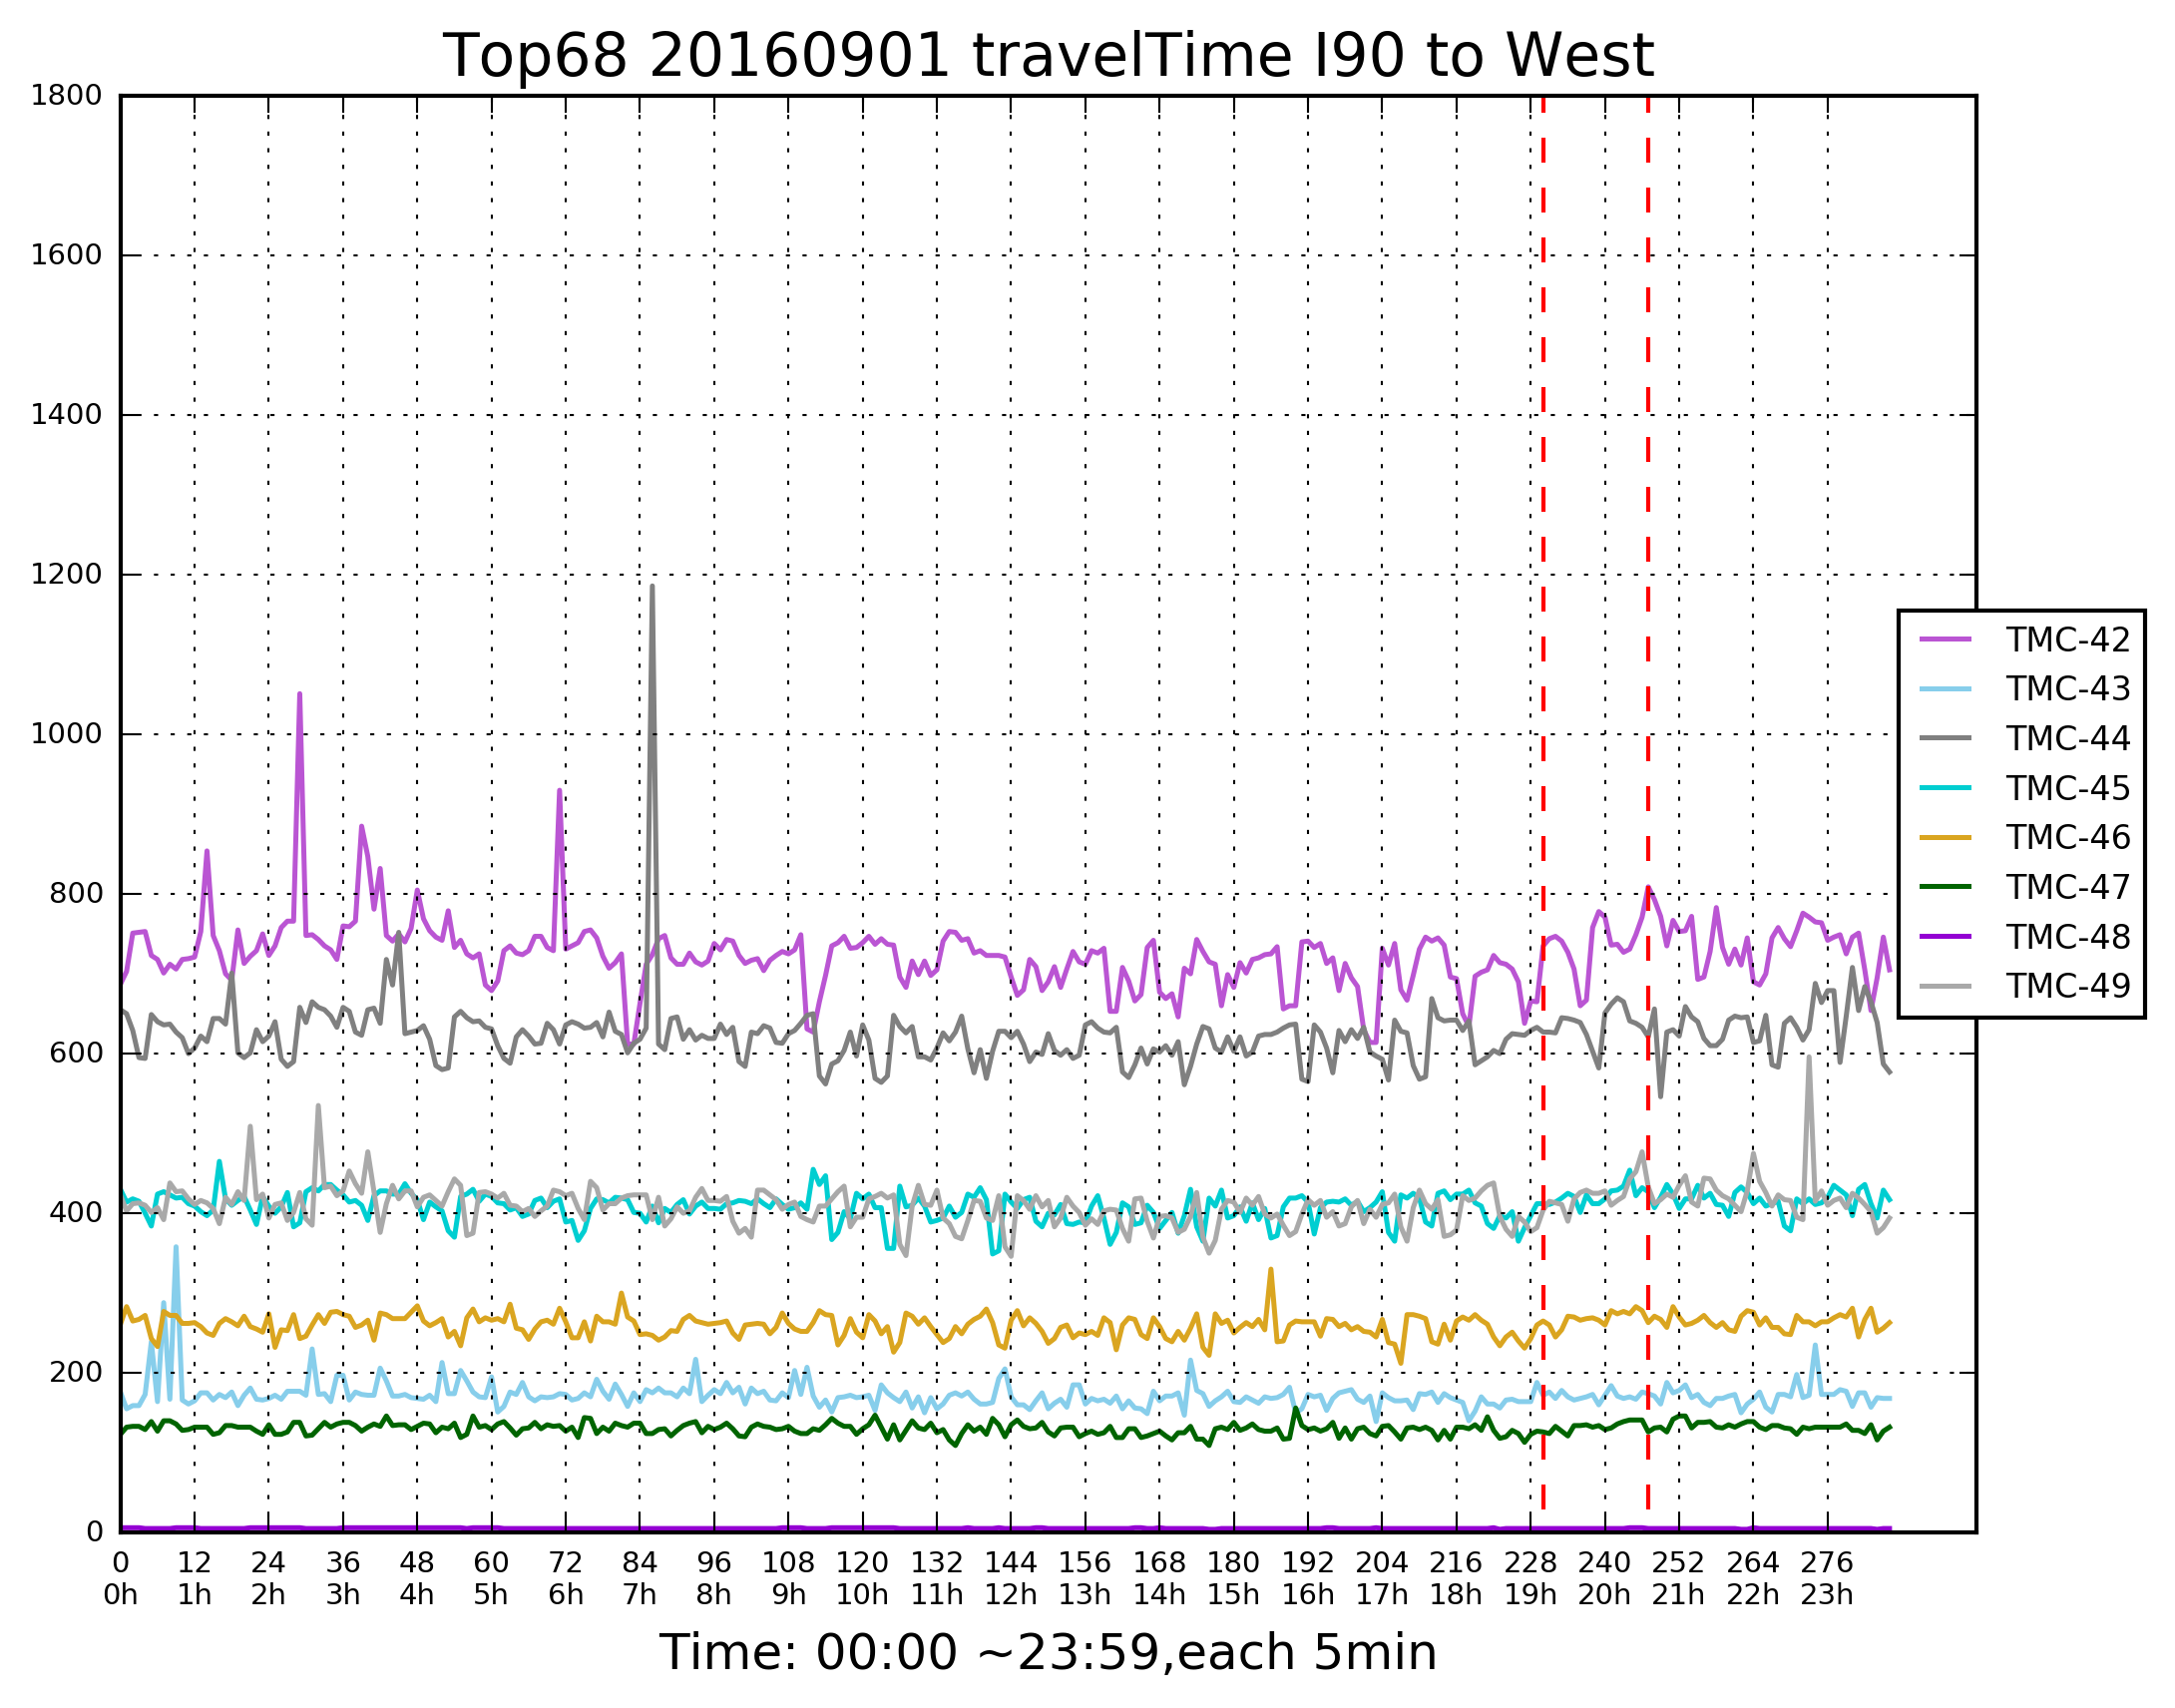 Top68 20160901 travelTime I90 to West
1800
1600
1400
1200
1000
800
600
400
200
0
TMC-42
TMC-43
TMC-44
TMC-45
TMC-46
TMC-47
TMC-48
TMC-49
0 12 24 36 48 60 72 84 96 108 120 132 144 156 168 180 192 204 216 228 240 252 264 276
0h 1h 2h 3h 4h 5h 6h 7h 8h 9h 10h 11h 12h 13h 14h 15h 16h 17h 18h 19h 20h 21h 22h 23h
Time: 00:00 ~23:59,each 5min